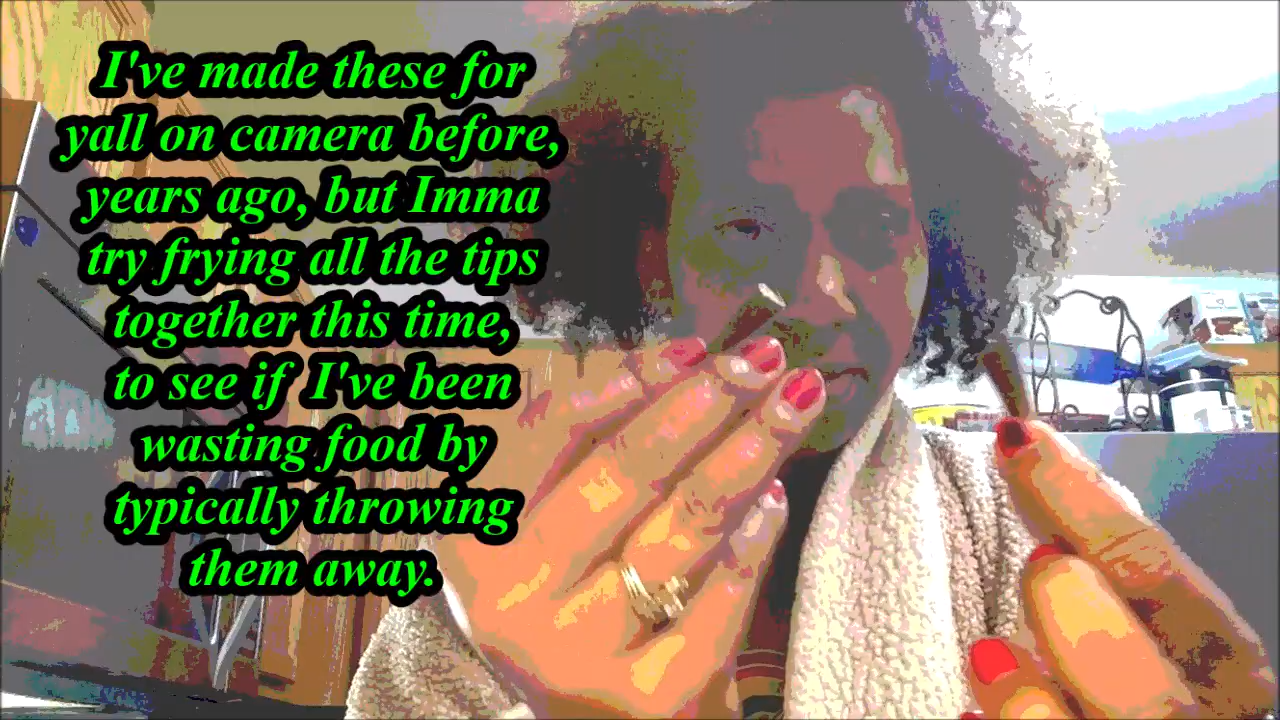 I've made these for
yall on camera before,
years ago, but Imma
try frying all the tips
together this time,
to see if I've been
wasting food by
typically throwing
them away.